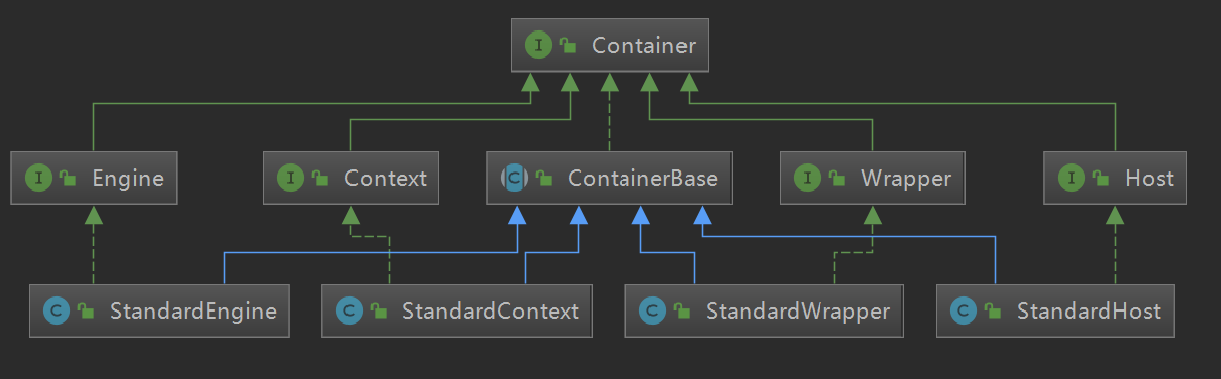 I Container
I Engine
I Context
C ContainerBase
I Wrapper
I Host
C StandardEngine
C StandardContext
C StandardWrapper
C StandardHost